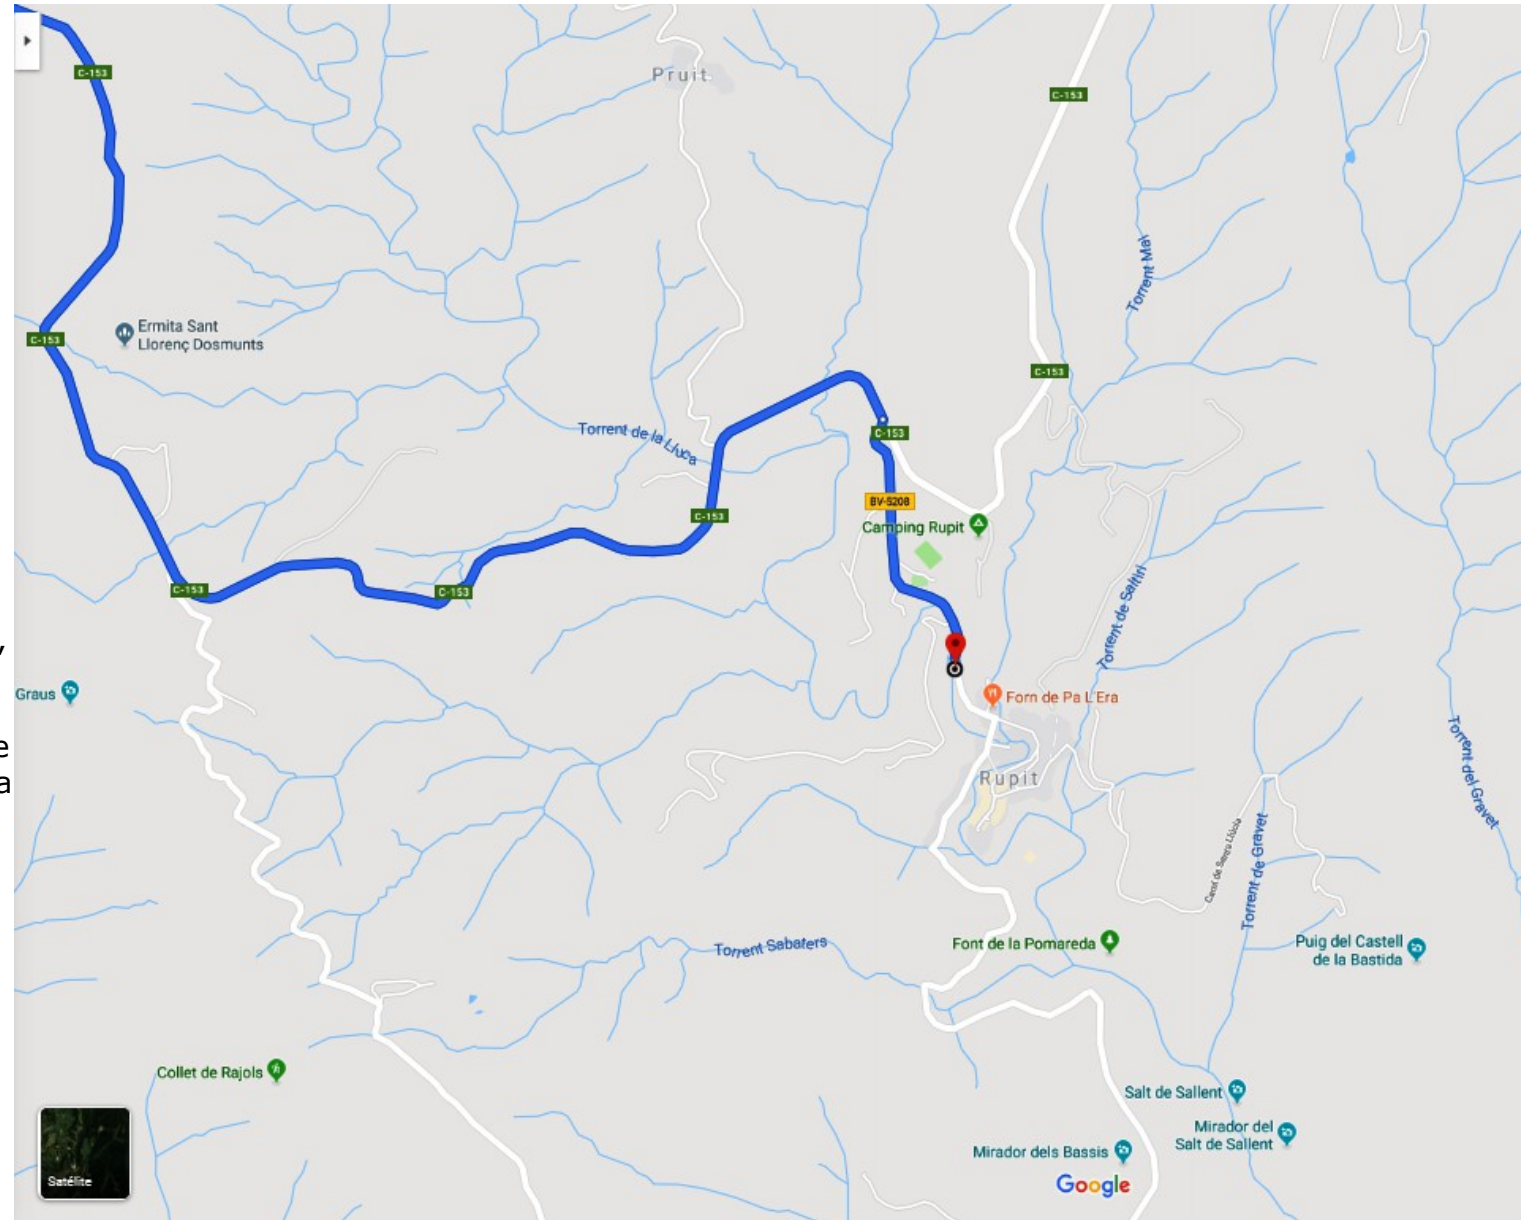 C-153
Pruit
C-153
Torrent Mal
Ermita Sant
Llorenç Dosmunts
C-153
C-153
Torrent de la Lluca
C-153
BV-5208
C-153
Camping Rupit
C-153
C-153
Torrent de Saltiri
,
Graus
Forn de Pa L'Era
e
a
Rupit
Torrent del Gravet
Torrent de Gravet
Torrent Sabaters
Font de la Pomareda
Puig del Castell
de la Bastida
Collet de Rajols
Salt de Sallent
Mirador del
Salt de Sallent
Mirador dels Bassis
Satélite
Google